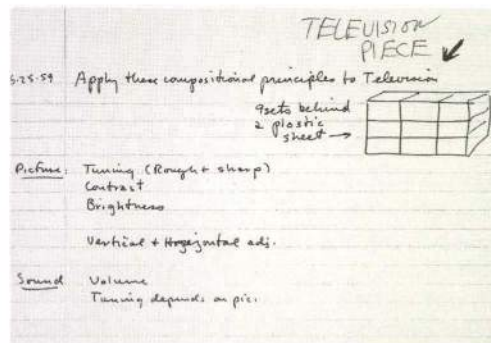 TELEVISION
PIECE
5-25-59 Apply these compositional principles to Television
9 sets behind
a plastic
sheet →
Picture: Tuning (Rough + sharp)
Contrast
Brightness
Vertical + Horizontal adj.
Sound Volume
Tuning depends on pic.